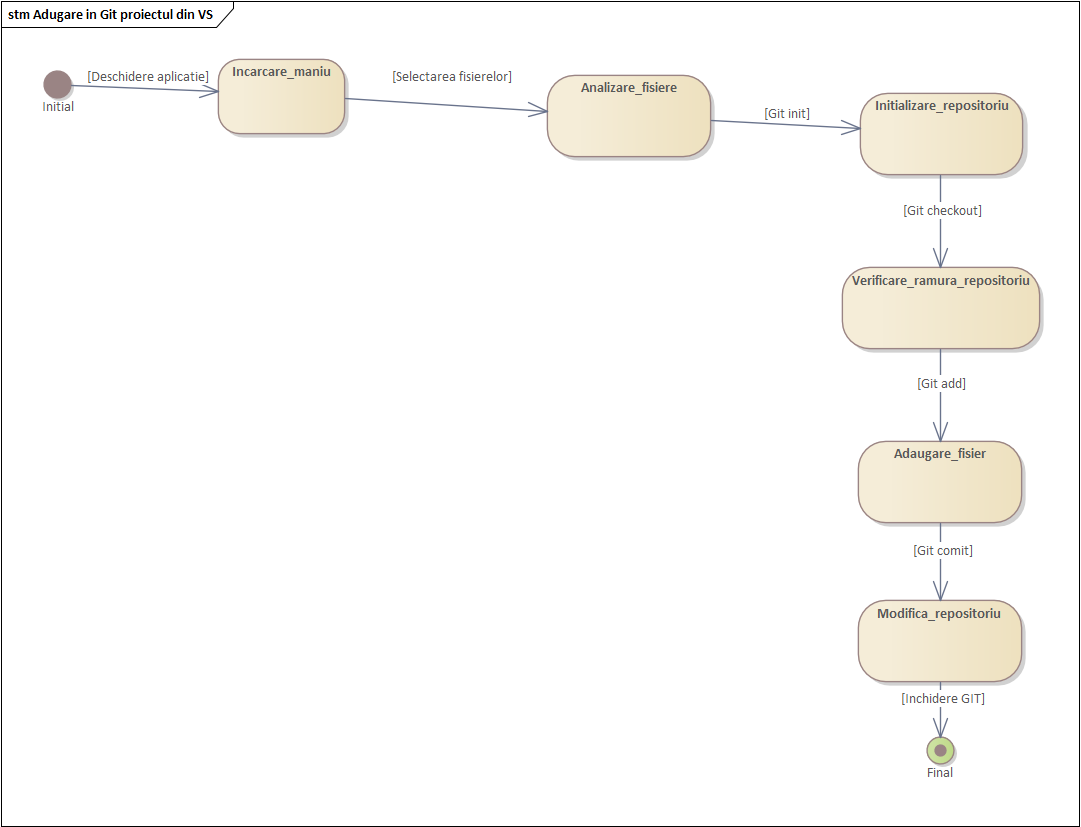 stm Adugare in Git proiectul din VS
Initial
[Deschidere aplicatie]
Incarcare_maniu
[Selectarea fisierelor]
Analizare_fisiere
[Git init]
Initializare_repositoriu
[Git checkout]
Verificare_ramura_repositoriu
[Git add]
Adaugare_fisier
[Git comit]
Modifica_repositoriu
[Inchidere GIT]
Final